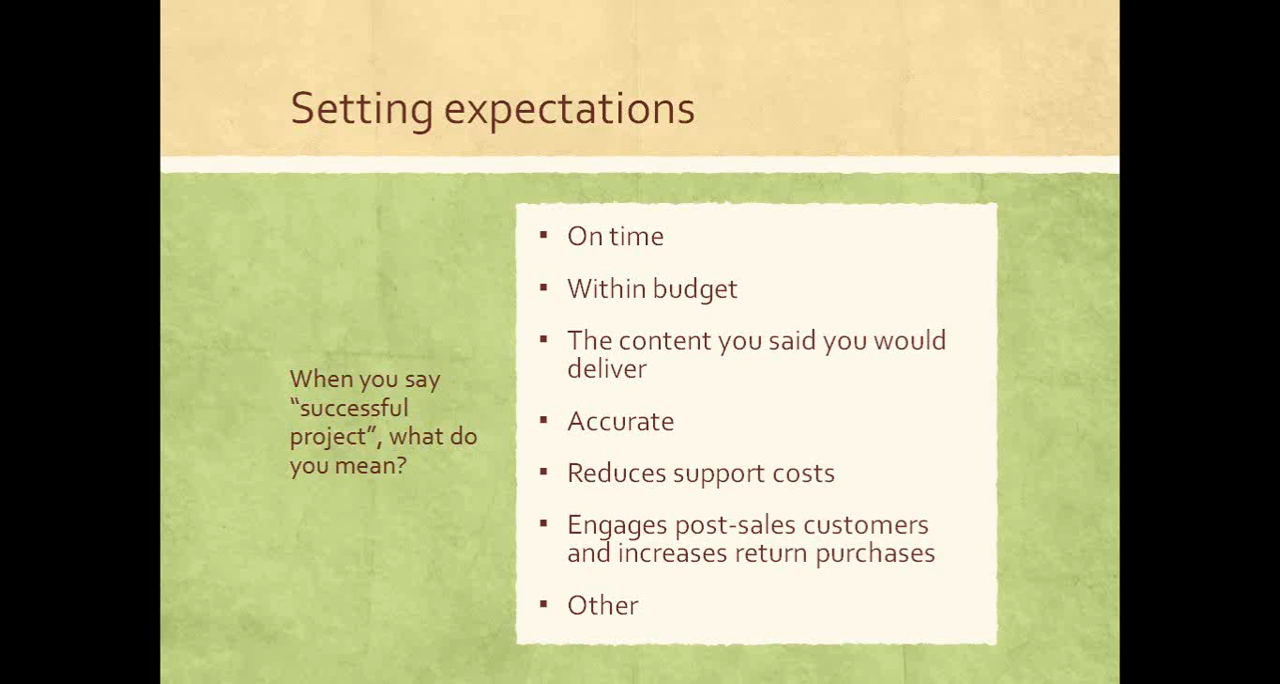 Setting expectations
When you say
“successful
project”, what do
you mean?
▪ On time
▪ Within budget
▪ The content you said you would
deliver
▪ Accurate
▪ Reduces support costs
▪ Engages post-sales customers
and increases return purchases
▪ Other